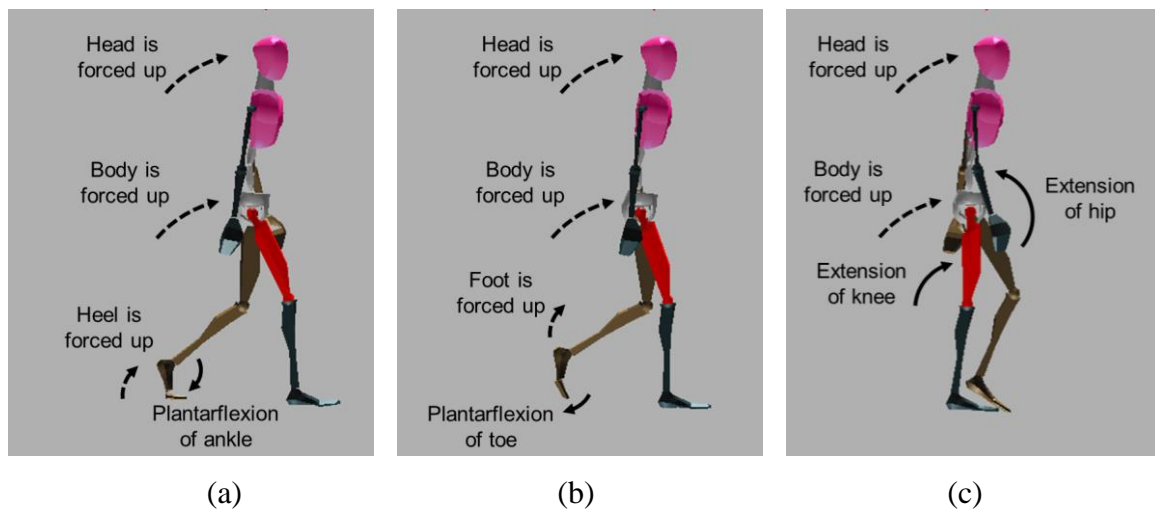 Head is
forced up
Body is
forced up
Heel is
forced up
Plantarflexion
of ankle
(a)
Head is
forced up
Body is
forced up
Foot is
forced up
Plantarflexion
of toe
(b)
Head is
forced up
Body is
forced up
Extension
of hip
Extension
of knee
(c)